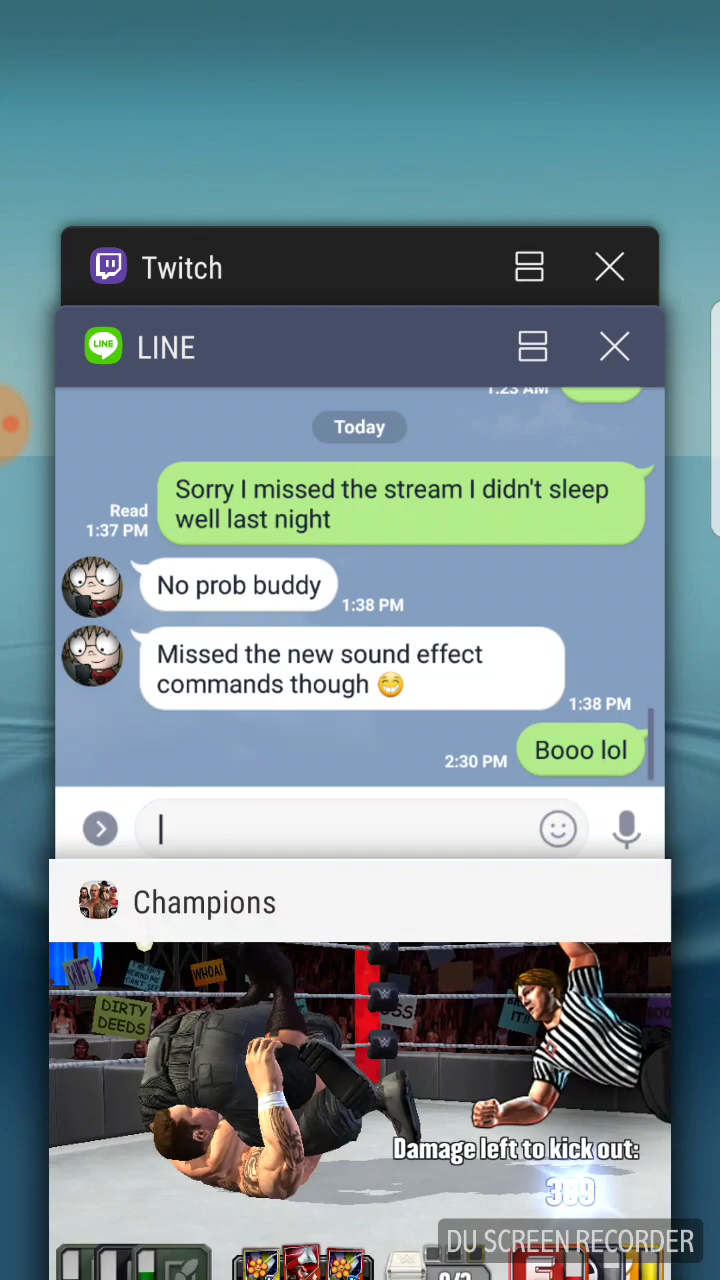 Twitch
LINE
LINE
1:23 AM
Today
Sorry I missed the stream I didn't sleep
well last night
Read
1:37 PM
No prob buddy
1:38 PM
Missed the new sound effect
commands though 😁
1:38 PM
2:30 PM
Booo lol
Champions
WHOA!
DIRTY
DEEDS
IT!!
Damage left to kick out:
DU SCREEN RECORDER